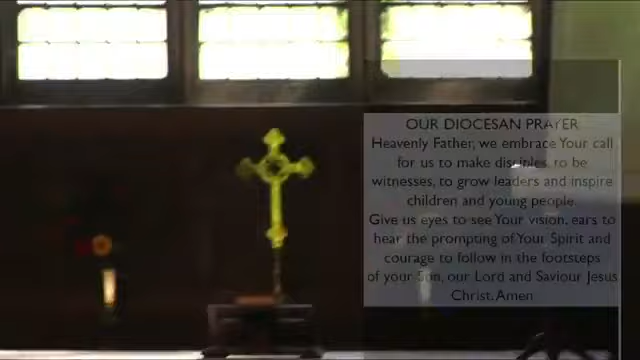 OUR DIOCESAN PRAYER
Heavenly Father, we embrace Your call
for us to make disciples, to be
witnesses, to grow leaders and inspire
children and young people.
Give us eyes to see Your vision, ears to
hear the prompting of Your Spirit and
courage to follow in the footsteps
of your Son, our Lord and Saviour Jesus
Christ. Amen